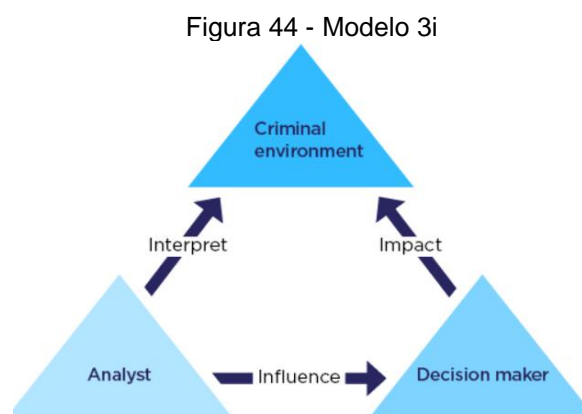 Figura 44 - Modelo 3i
Criminal
environment
Interpret
Impact
Analyst
Influence
Decision maker